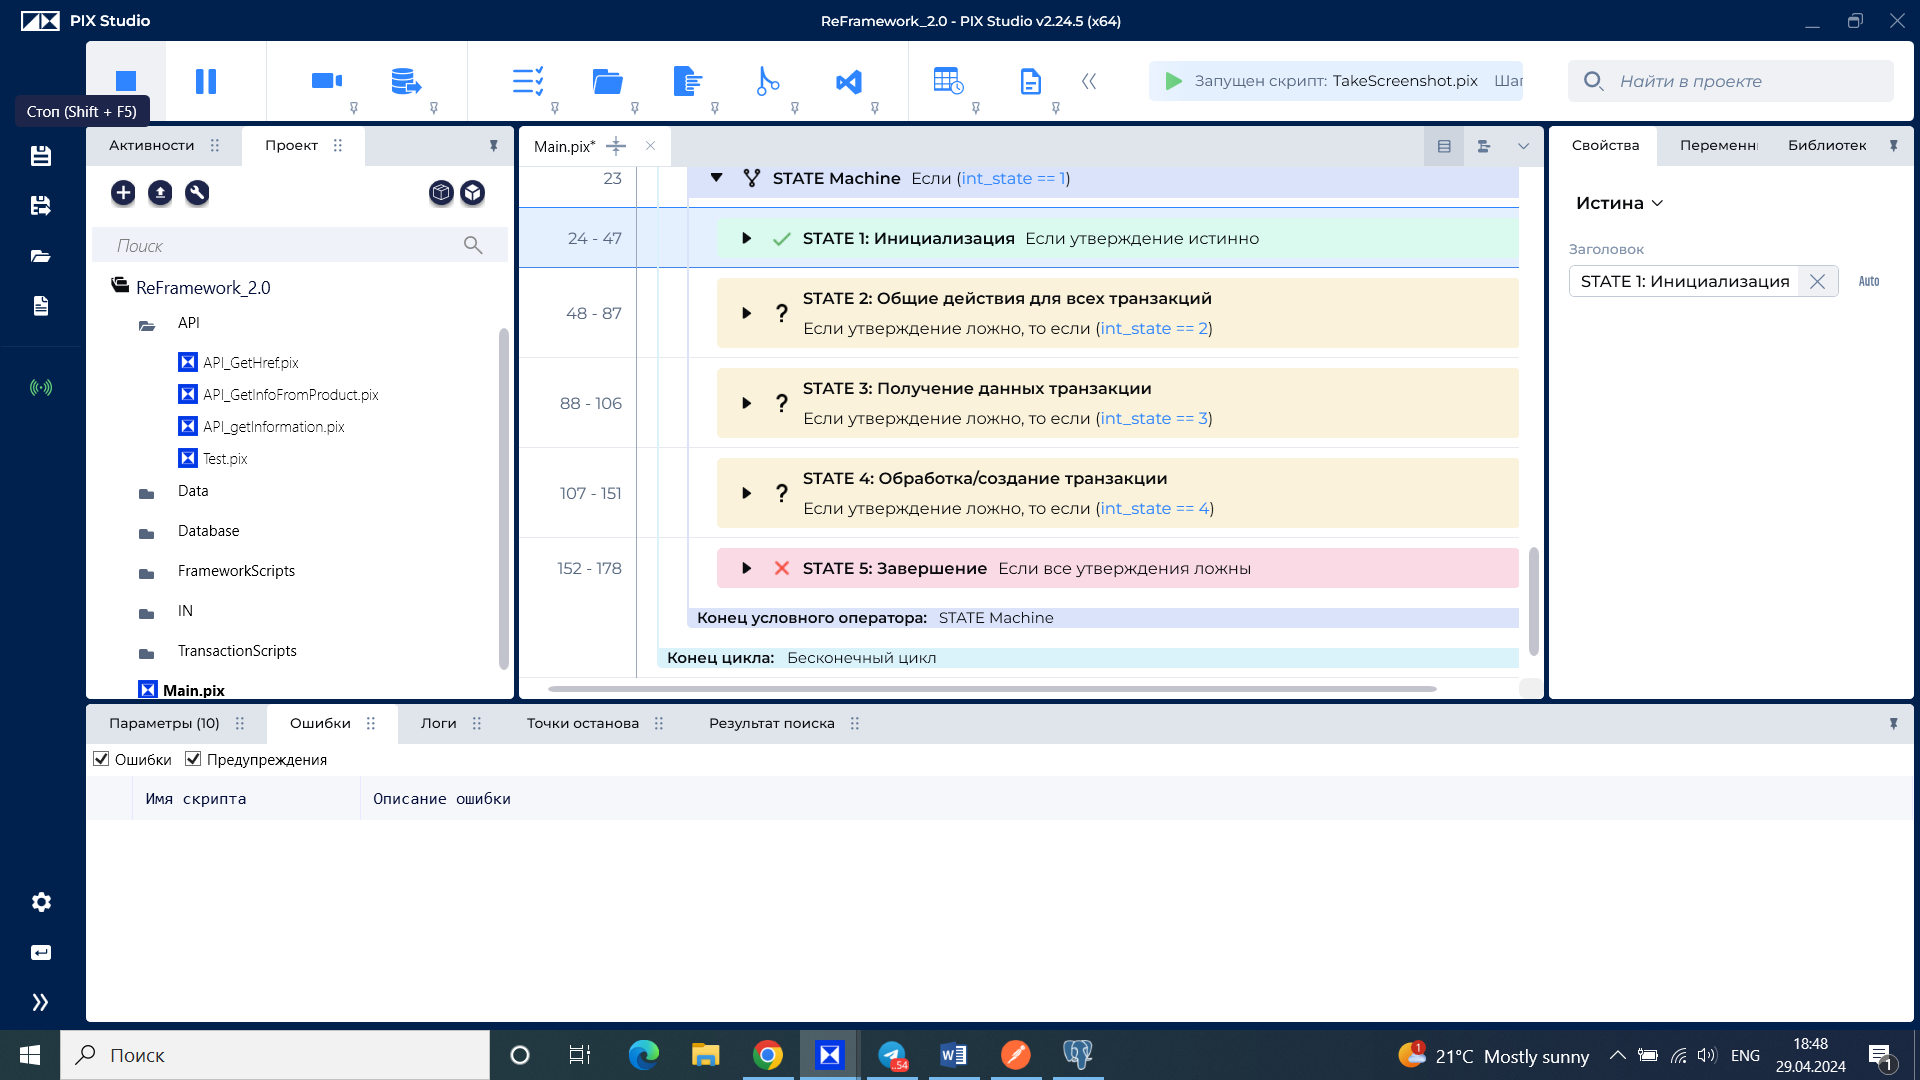 PIX Studio
ReFramework_2.0 - PIX Studio v2.24.5 (x64)
Запущен скрипт: TakeScreenshot.pix
Найти в проекте
Стоп (Shift + F5)
Активности
Проект
Main.pix*
Свойства
Библиотек
Поиск
ReFramework_2.0
API
API_GetHref.pix
API_GetInfoFromProduct.pix
API_getInformation.pix
Test.pix
Data
Database
FrameworkScripts
IN
TransactionScripts
Main.pix
23
STATE Machine Если (int_state == 1)
24 - 47
STATE 1: Инициализация Если утверждение истинно
48 - 87
STATE 2: Общие действия для всех транзакций
Если утверждение ложно, то если (int_state == 2)
88 - 106
STATE 3: Получение данных транзакции
Если утверждение ложно, то если (int_state == 3)
107 - 151
STATE 4: Обработка/создание транзакции
Если утверждение ложно, то если (int_state == 4)
152 - 178
STATE 5: Завершение Если все утверждения ложны
Конец условного оператора: STATE Machine
Конец цикла: Бесконечный цикл
Истина
Заголовок
STATE 1: Инициализация
Auto
Параметры (10)
Ошибки
Логи
Точки останова
Результат поиска
Ошибки
Предупреждения
Имя скрипта
Описание ошибки
Поиск
..54
1
21°C Mostly sunny
ENG
18:48
29.04.2024
1